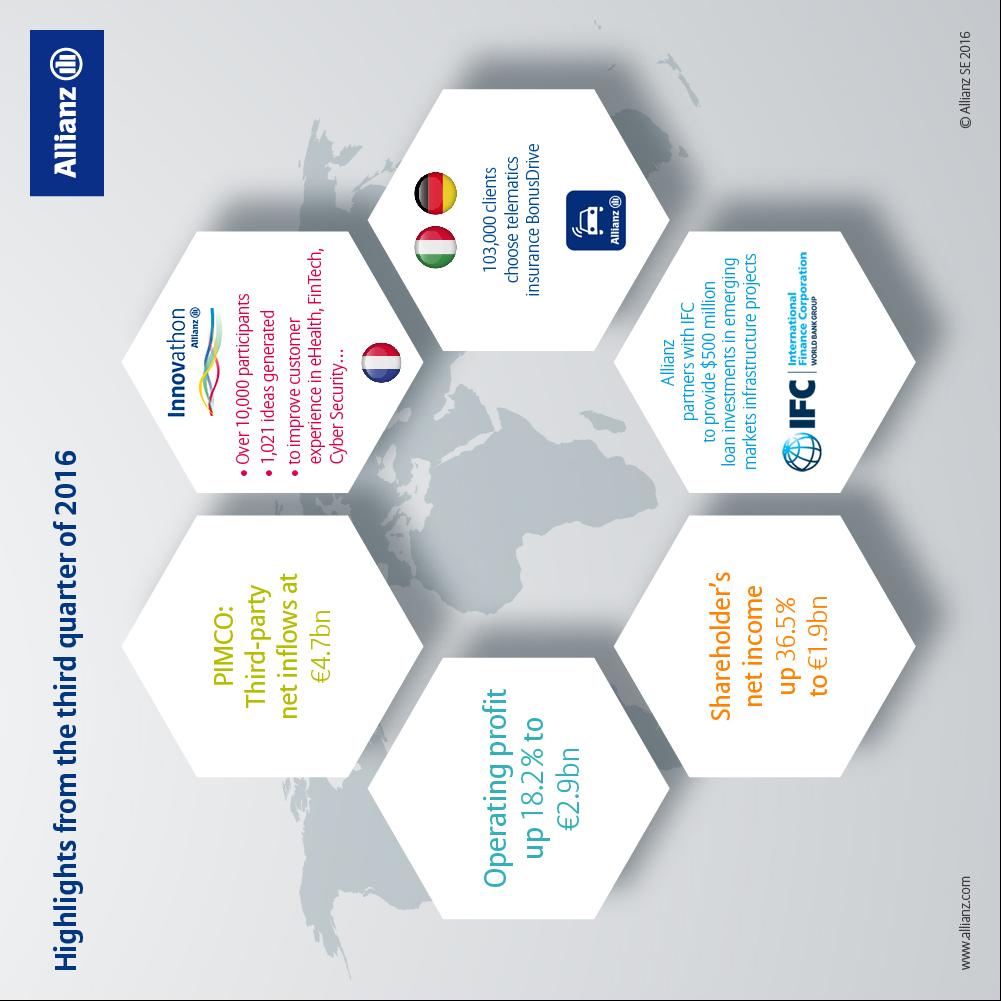 Highlights from the third quarter of 2016
Allianz
PIMCO:
Third-party
net inflows at
€4.7bn
Innovathon
Allianz
• Over 10,000 participants
• 1,021 ideas generated
• to improve customer
experience in eHealth, FinTech,
Cyber Security...
Operating profit
up 18.2% to
€2.9bn
103,000 clients
choose telematics
insurance BonusDrive
Allianz
Shareholder's
net income
up 36.5%
to €1.9bn
Allianz
partners with IFC
to provide $500 million
loan investments in emerging
markets infrastructure projects
IFC
International
Finance Corporation
WORLD BANK GROUP
www.allianz.com
© Allianz SE 2016